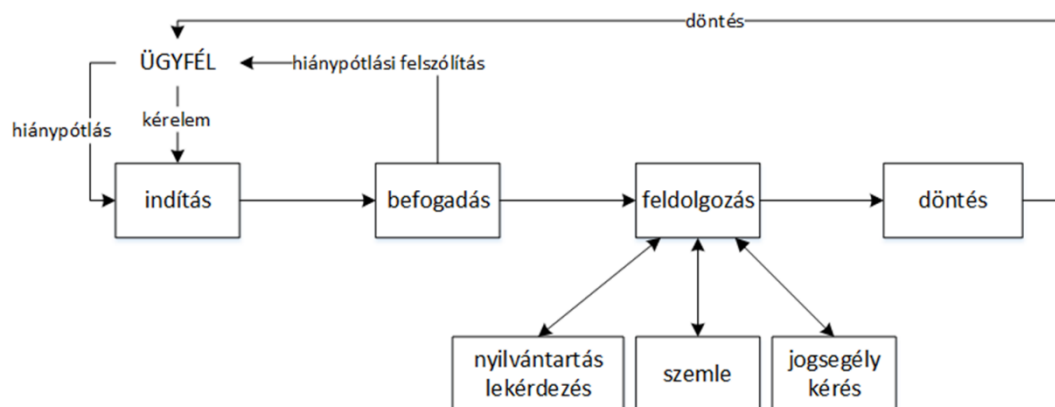 döntés
ÜGYFÉL
hiánypótlási felszólítás
hiánypótlás
kérelem
indítás
befogadás
feldolgozás
döntés
nyilvántartás
lekérdezés
szemle
jogsegély
kérés